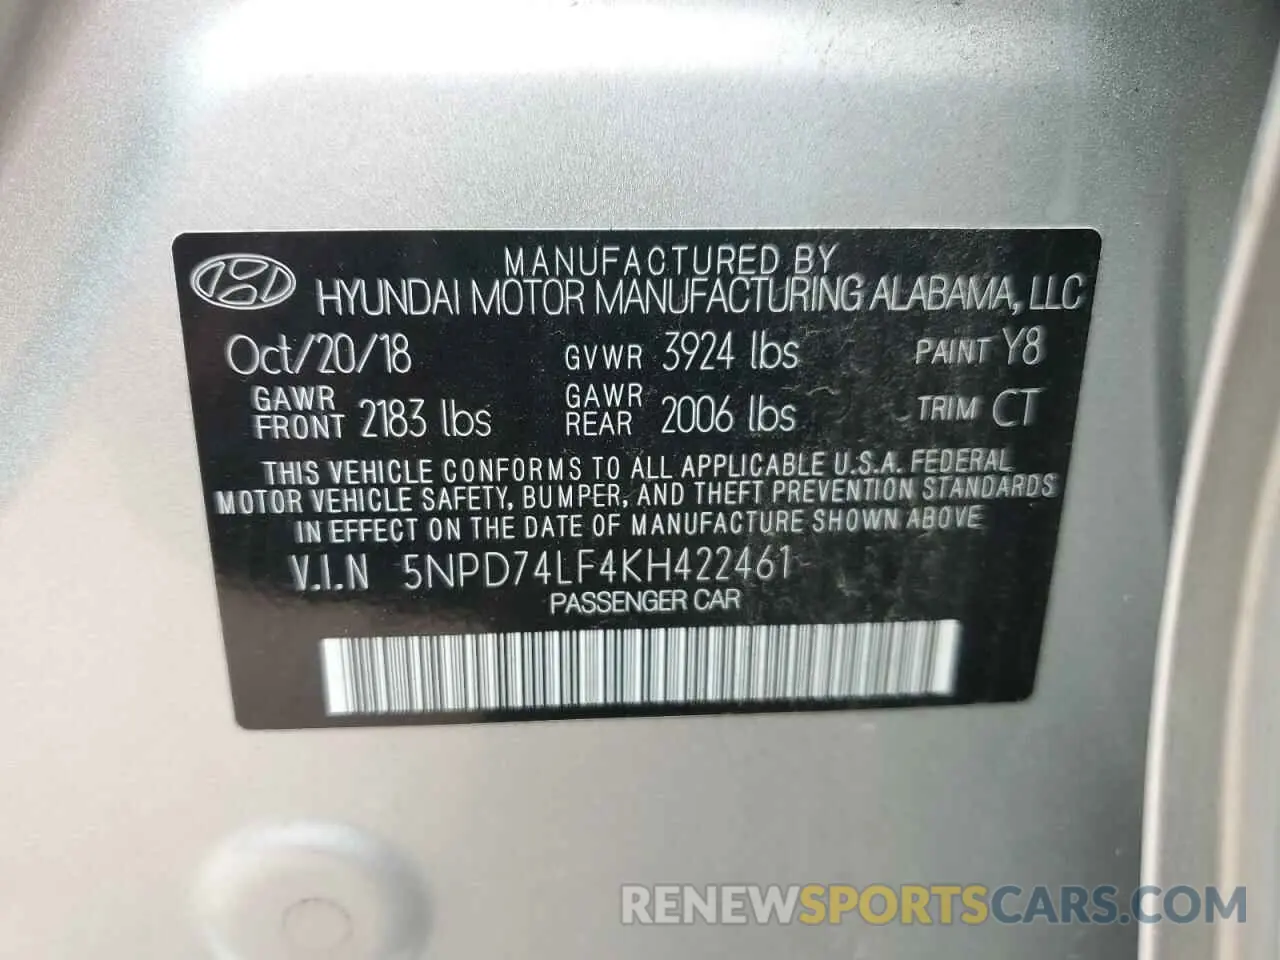 MANUFACTURED BY
HYUNDAI MOTOR MANUFACTURING ALABAMA, LLC
Oct/20/18 GVWR 3924 lbs PAINT Y8
GAWR FRONT 2183 lbs GAWR REAR 2006 lbs TRIM CT
THIS VEHICLE CONFORMS TO ALL APPLICABLE U.S.A. FEDERAL
MOTOR VEHICLE SAFETY, BUMPER, AND THEFT PREVENTION STANDARDS
IN EFFECT ON THE DATE OF MANUFACTURE SHOWN ABOVE
V.I.N 5NPD74LF4KH422461
PASSENGER CAR
RENEWSPORTSCARS.COM